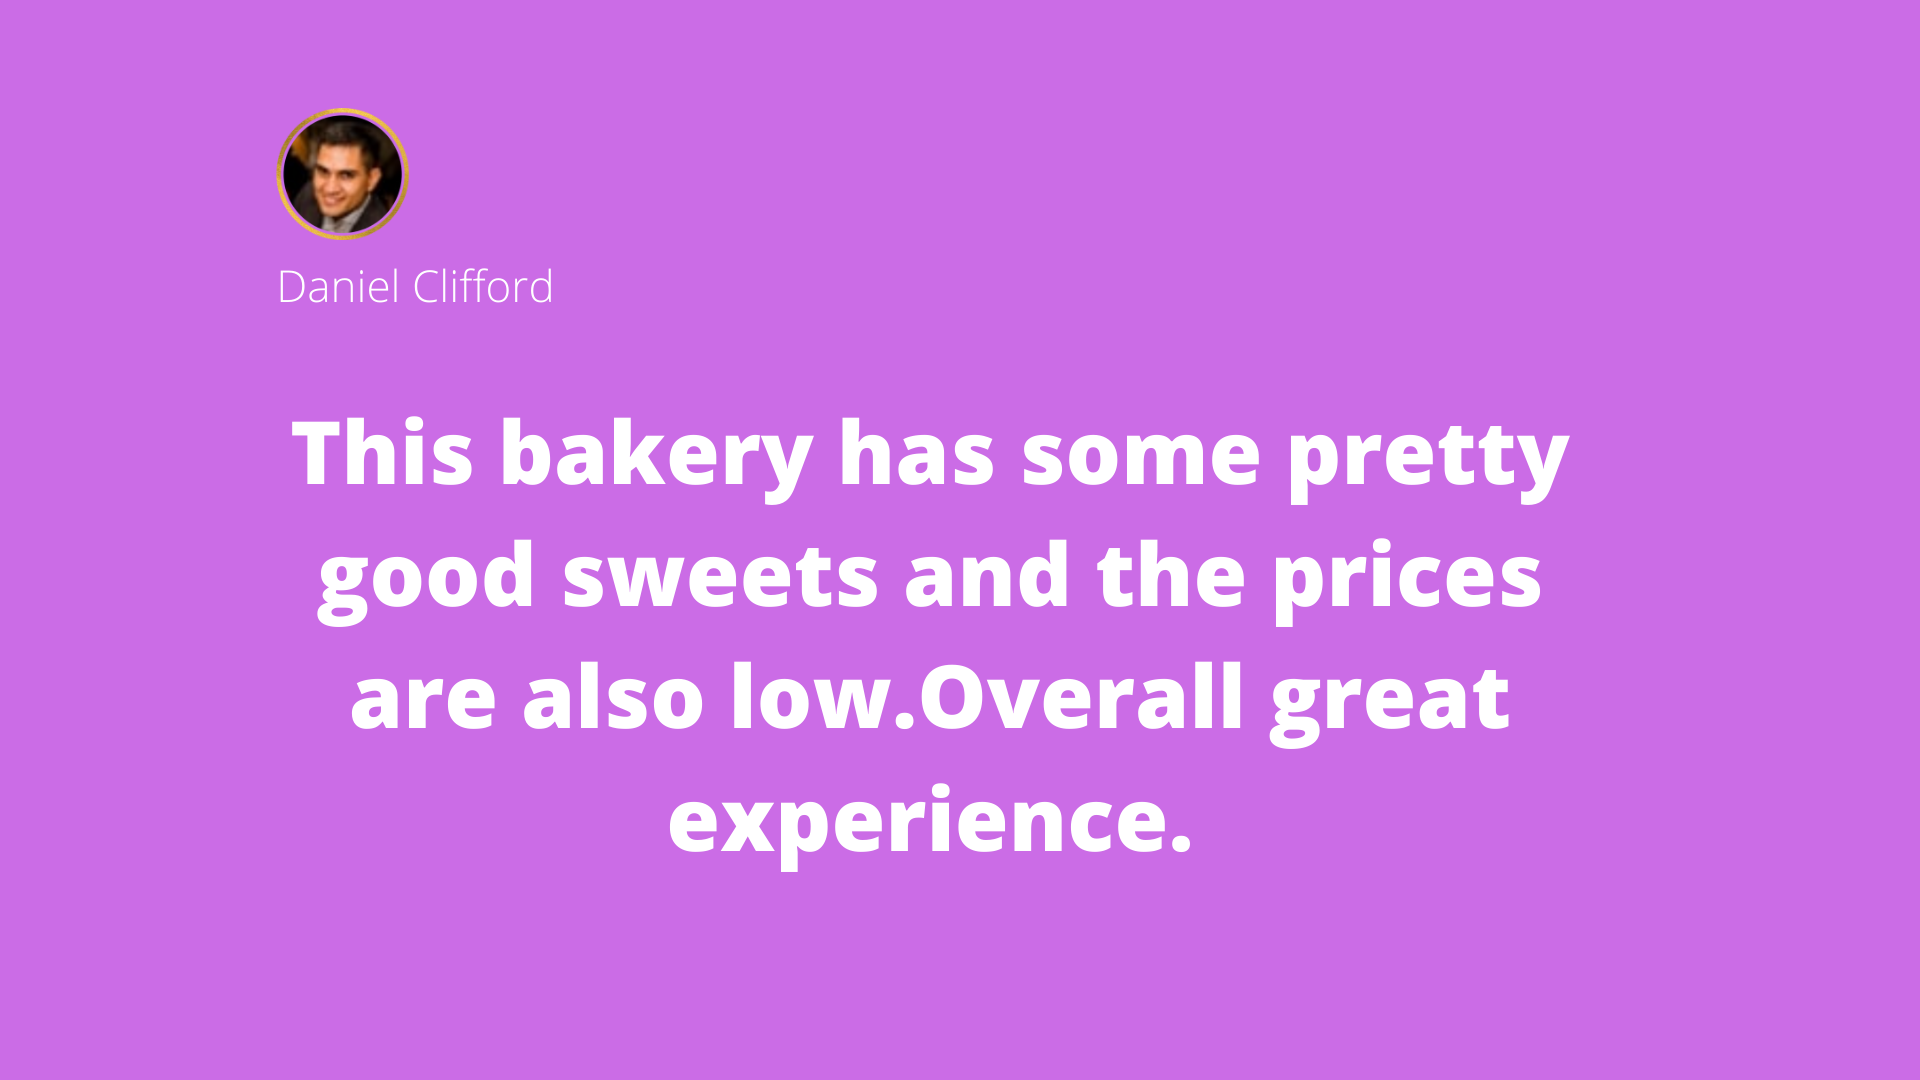 Daniel Clifford
This bakery has some pretty
good sweets and the prices
are also low.Overall great
experience.